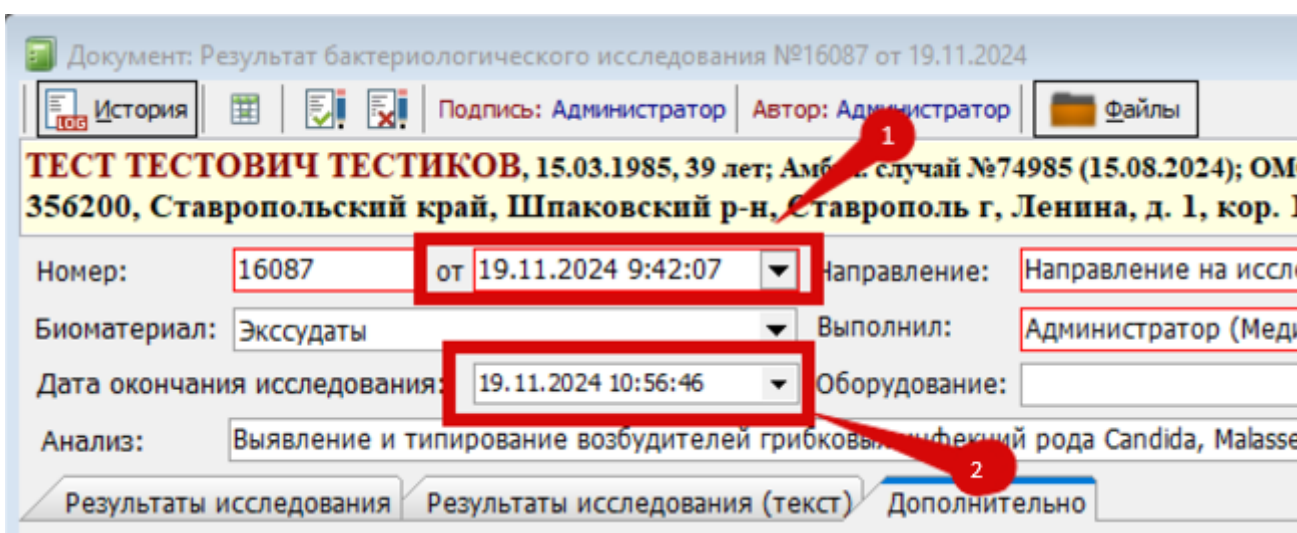 Документ: Результат бактериологического исследования №16087 от 19.11.2024
История Подпись: Администратор Автор: Администратор Файлы
1
ТЕСТ ТЕСТОВИЧ ТЕСТИКОВ, 15.03.1985, 39 лет; случай №74985 (15.08.2024);
356200, Ставропольский край, Шпаковский р-н, Ставрополь г, Ленина, д. 1, кор.
Номер: 16087 от 19.11.2024 9:42:07 Направление: Направление на
Биоматериал: Экссудаты Выполнил: Администратор
Дата окончания исследования: 19.11.2024 10:56:46 Оборудование:
Анализ: Выявление и типирование возбудителей грибковых инфекций рода Candida,
2
Результаты исследования Результаты исследования (текст) Дополнительно